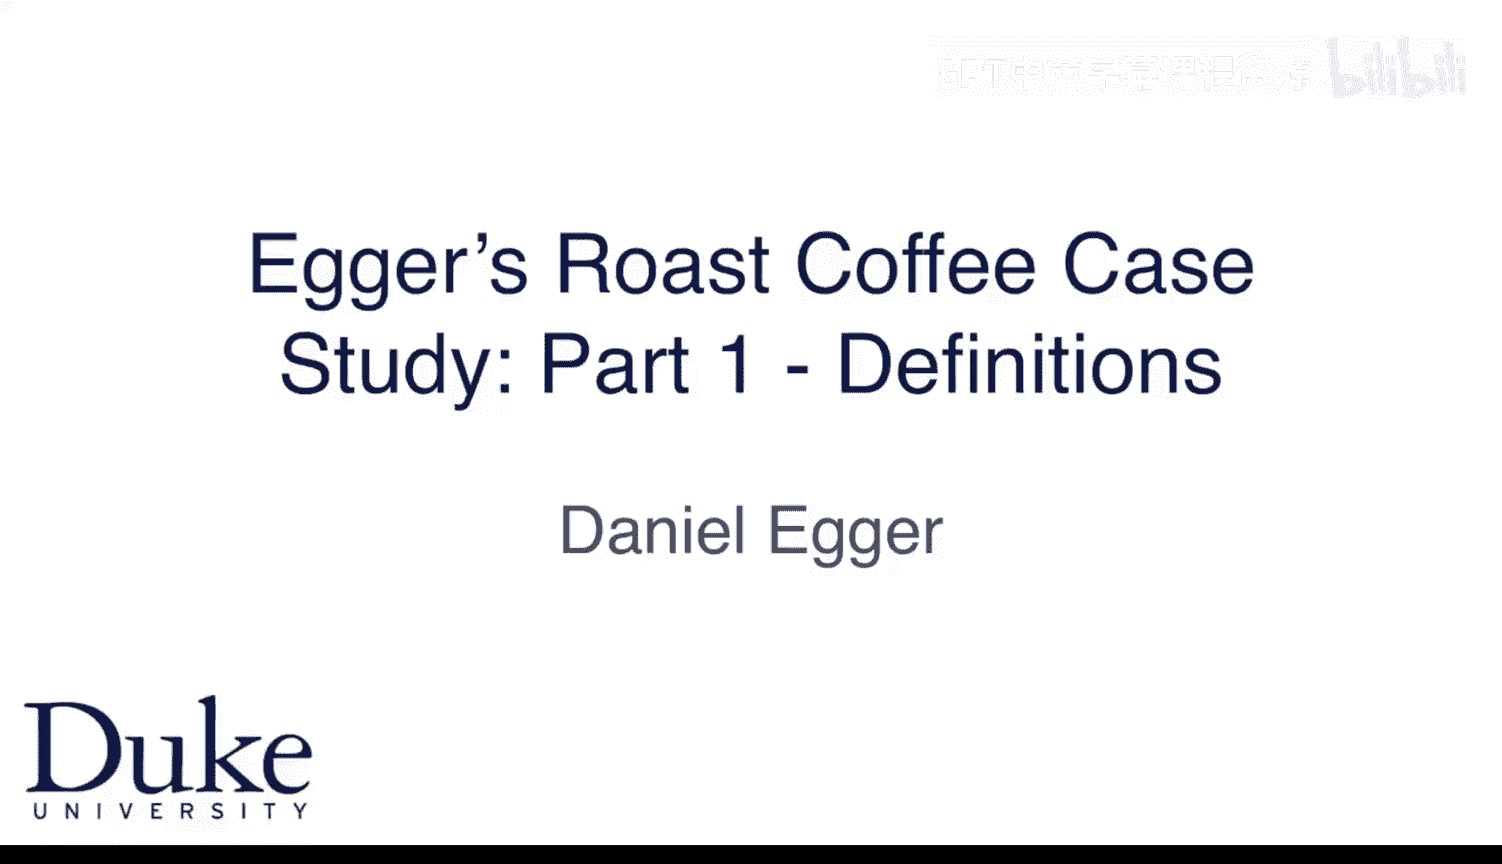 bilibili
Egger’s Roast Coffee Case
Study: Part 1 - Definitions
Daniel Egger
Duke
UNIVERSITY